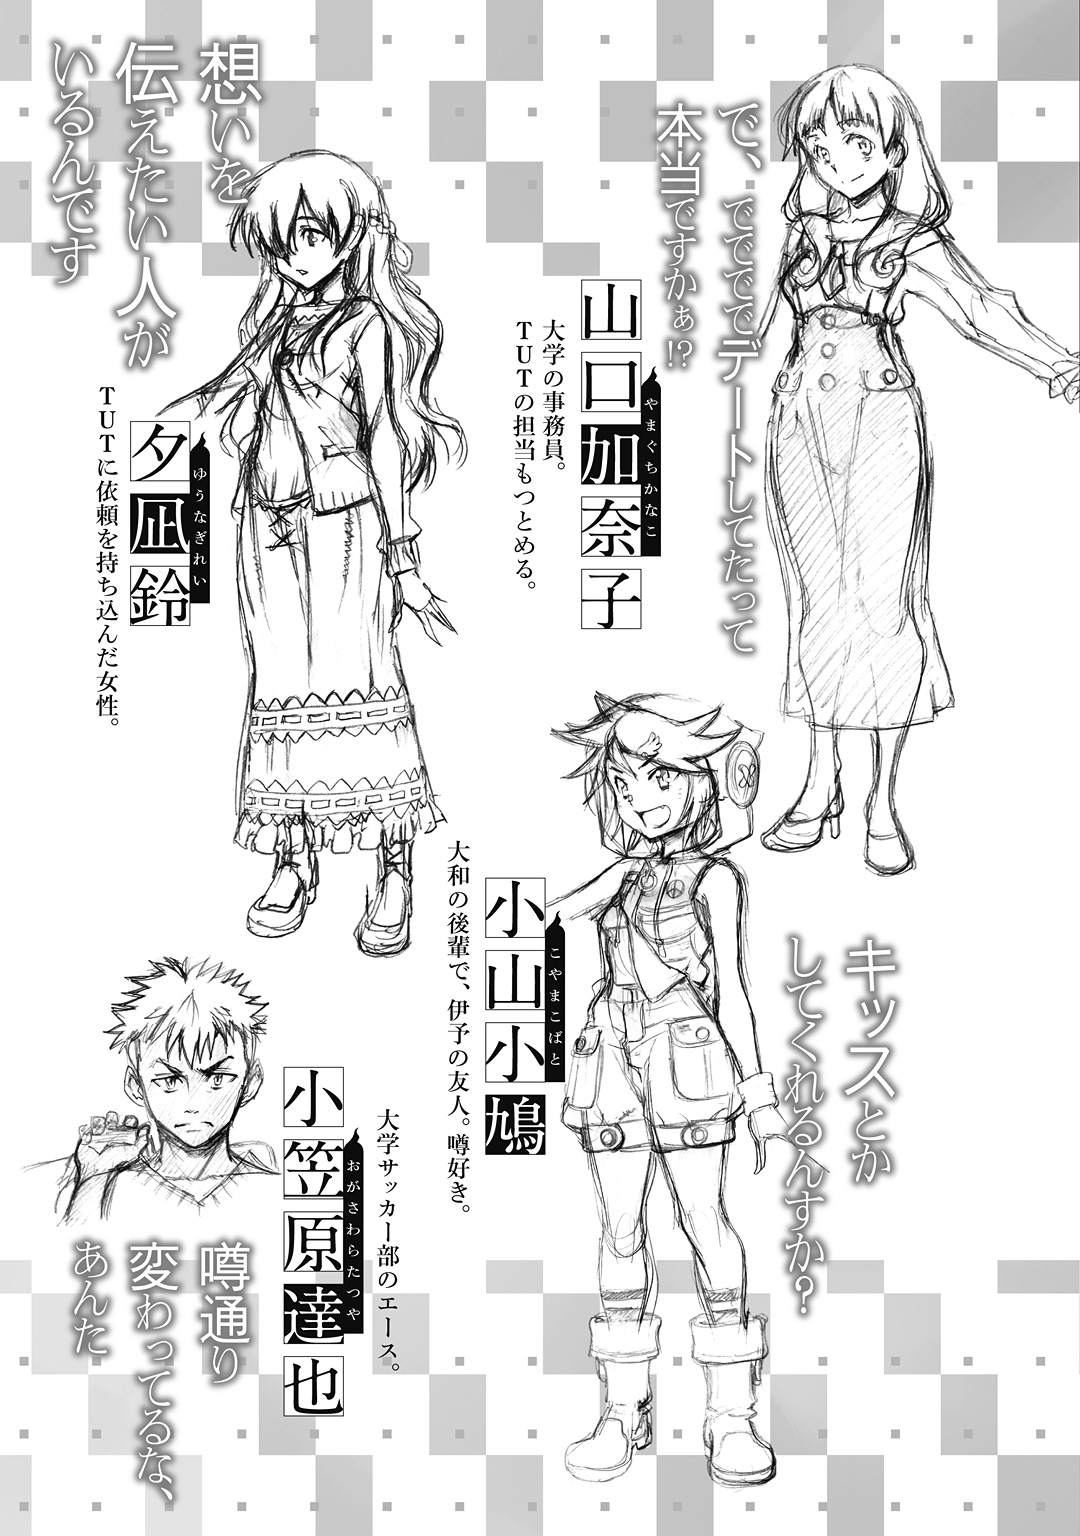 で、でででデートしてたって
本当ですかぁ!?
山口加奈子
やまぐちかなこ
大学の事務員。
TUTの担当もつとめる。
想いを
伝えたい人が
いるんです
夕凪鈴
ゆうなぎれい
TUTに依頼を持ち込んだ女性。
キッスとか
してくれるんすか?
小山小鳩
こやまこばと
大和の後輩で、伊予の友人。噂好き。
小笠原達也
おがさわらたつや
大学サッカー部のエース。
噂通り
変わってるな、
あんた